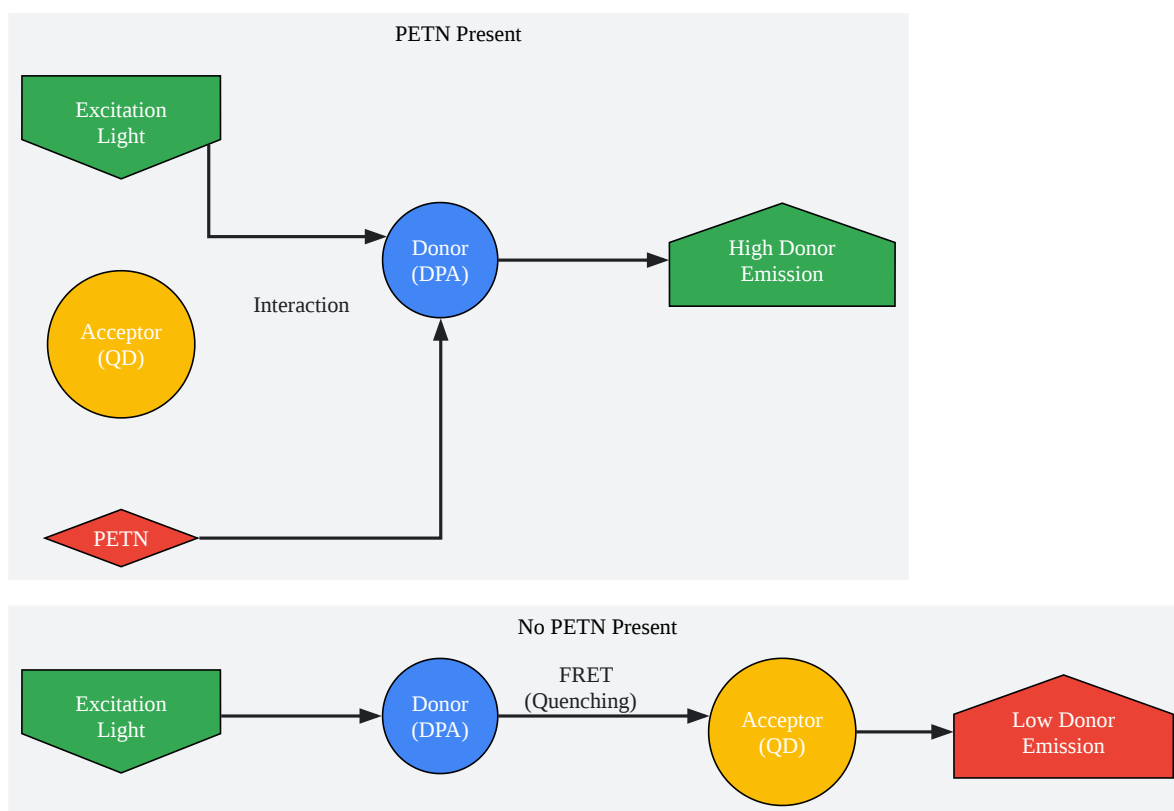 PETN Present
Excitation
Light
Donor
(DPA)
High Donor
Emission
Interaction
Acceptor
(QD)
PETN
No PETN Present
Excitation
Light
Donor
(DPA)
FRET
(Quenching)
Acceptor
(QD)
Low Donor
Emission